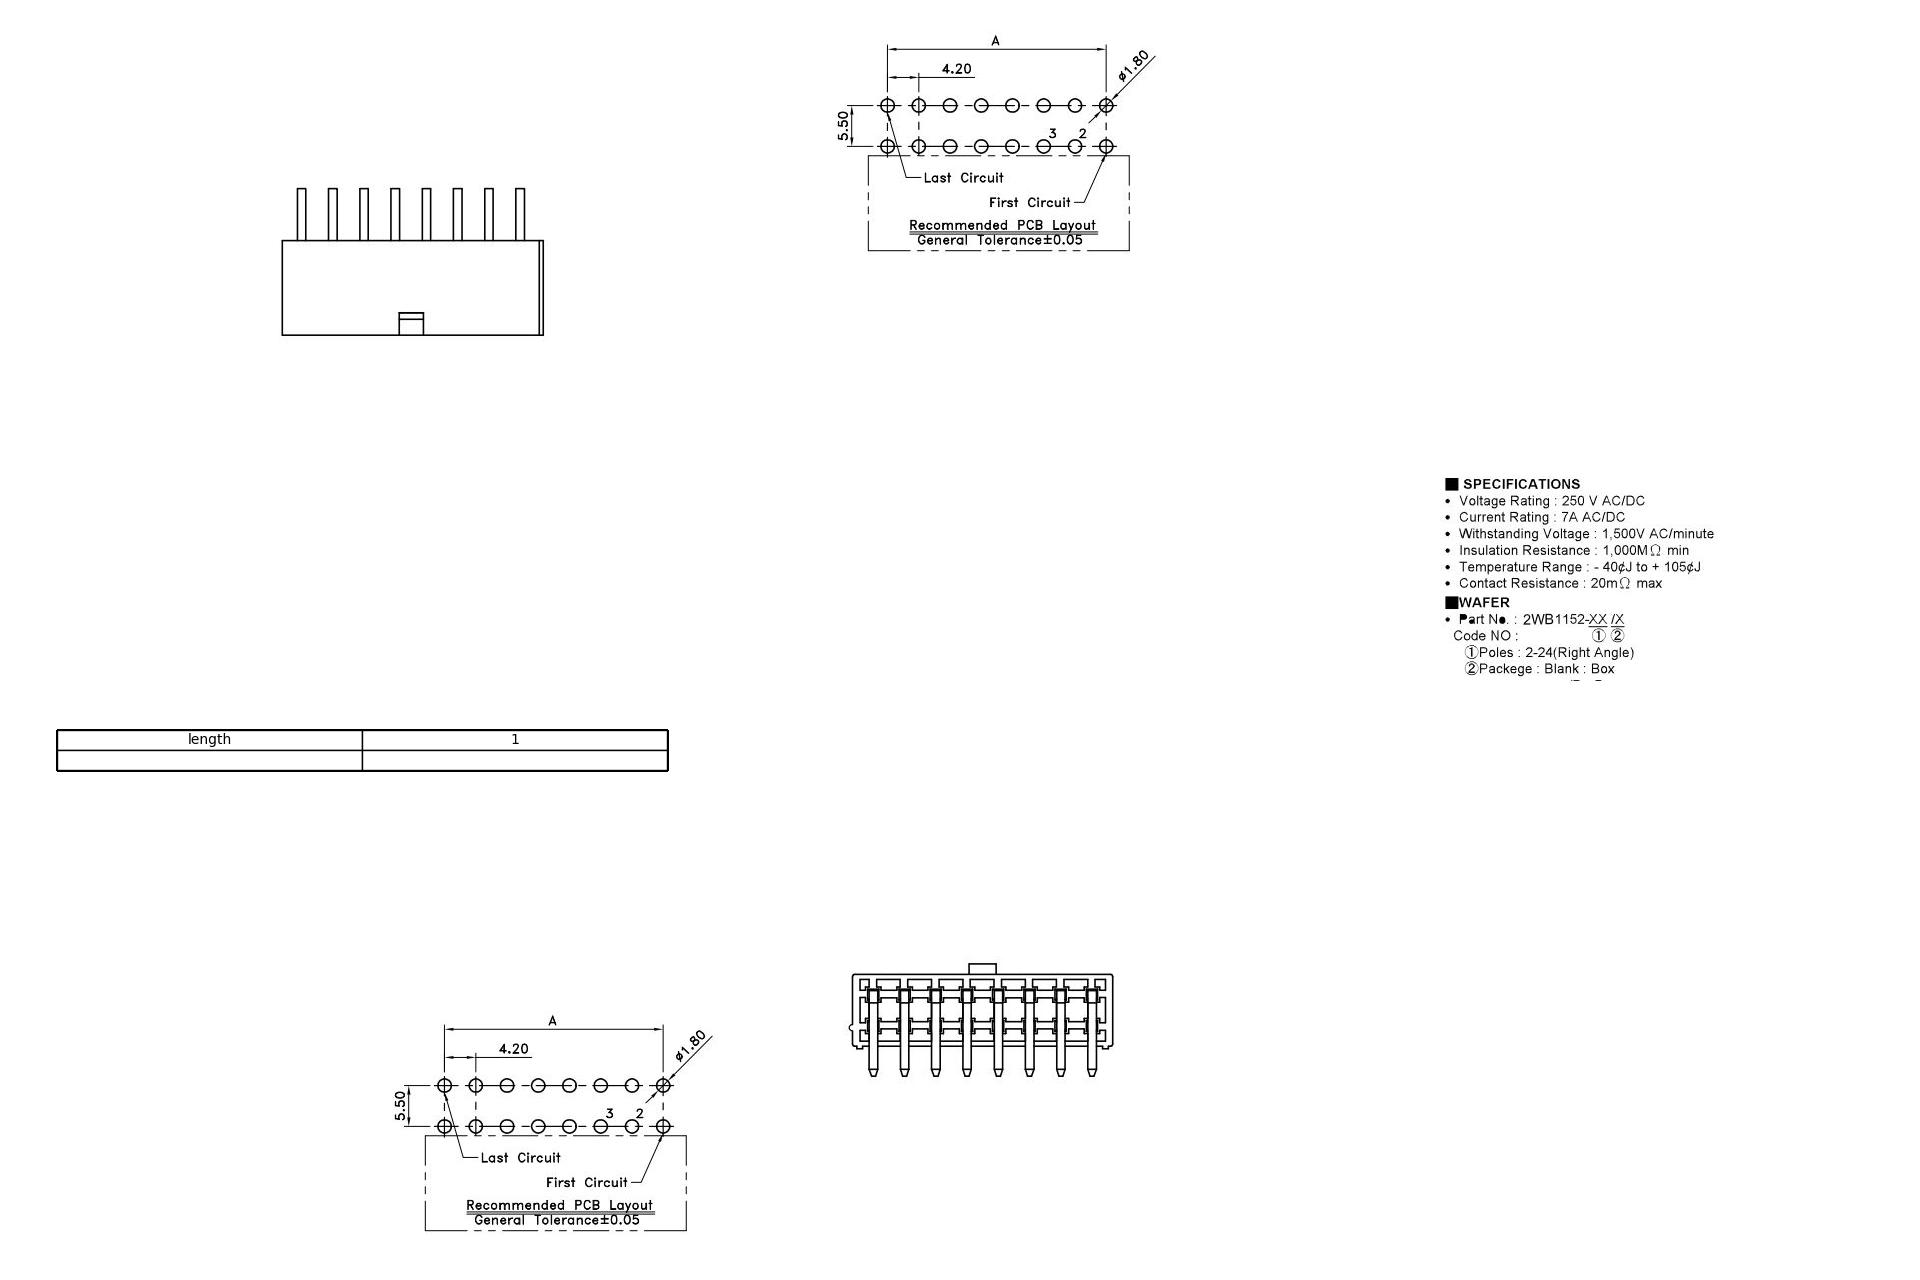 A
4.20
ø1.80
5.50
3 2
Last Circuit
First Circuit
Recommended PCB Layout
General Tolerance±0.05
■ SPECIFICATIONS
• Voltage Rating : 250 V AC/DC
• Current Rating : 7A AC/DC
• Withstanding Voltage : 1,500V AC/minute
• Insulation Resistance : 1,000MΩ min
• Temperature Range : - 40¢J to + 105¢J
• Contact Resistance : 20mΩ max
■WAFER
• Part No. : 2WB1152-XX /X
Code NO : ① ②
①Poles : 2-24(Right Angle)
②Packege : Blank : Box
length 1
A
4.20
ø1.80
5.50
3 2
Last Circuit
First Circuit
Recommended PCB Layout
General Tolerance±0.05